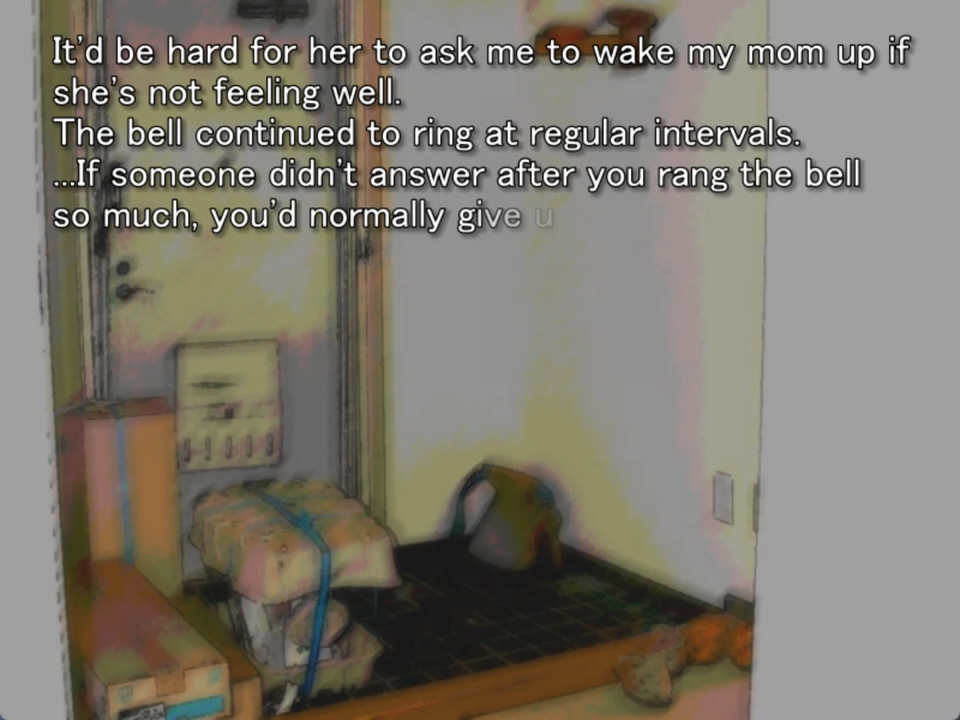 It'd be hard for her to ask me to wake my mom up if
she's not feeling well.
The bell continued to ring at regular intervals.
...If someone didn't answer after you rang the bell
so much, you'd normally give u